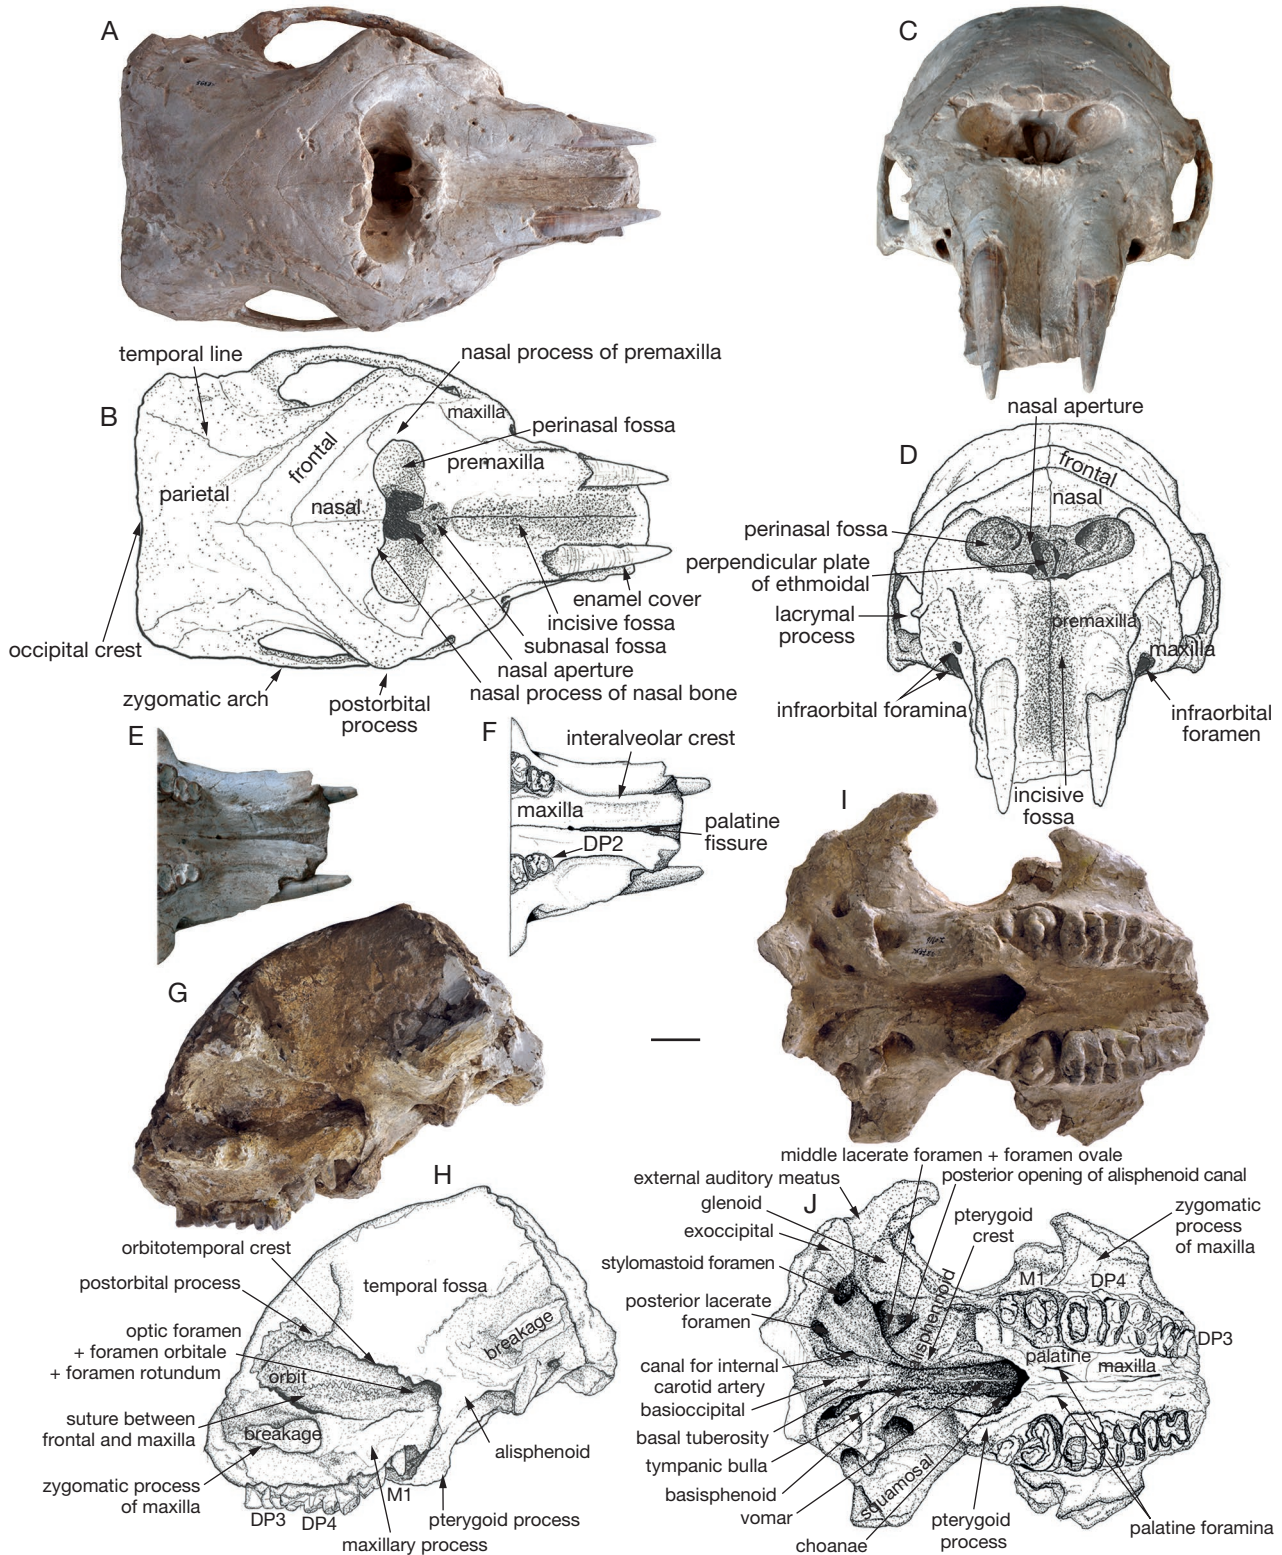 A
C
temporal line
nasal process of premaxilla
B
maxilla
perinasal fossa
premaxilla
frontal
parietal
nasal
enamel cover
incisive fossa
subnasal fossa
nasal aperture
nasal process of nasal bone
occipital crest
zygomatic arch
postorbital
process
nasal aperture
D
frontal
nasal
perinasal fossa
perpendicular plate
of ethmoidal
lacrymal
process
premaxilla
maxilla
infraorbital foramina
infraorbital
foramen
incisive
fossa
E
F
interalveolar crest
maxilla
DP2
palatine
fissure
G
I
H
orbitotemporal crest
postorbital process
temporal fossa
optic foramen
+ foramen orbitale
+ foramen rotundum
orbit
breakage
suture between
frontal and maxilla
breakage
alisphenoid
zygomatic process
of maxilla
M1
DP3
DP4
pterygoid process
maxillary process
middle lacerate foramen + foramen ovale
external auditory meatus
posterior opening of alisphenoid canal
J
glenoid
pterygoid
crest
zygomatic
process
of maxilla
exoccipital
stylomastoid foramen
alisphenoid
M1
DP4
posterior lacerate
foramen
DP3
palatine
maxilla
canal for internal
carotid artery
basioccipital
basal tuberosity
tympanic bulla
basisphenoid
squamosal
vomar
choanae
pterygoid
process
palatine foramina